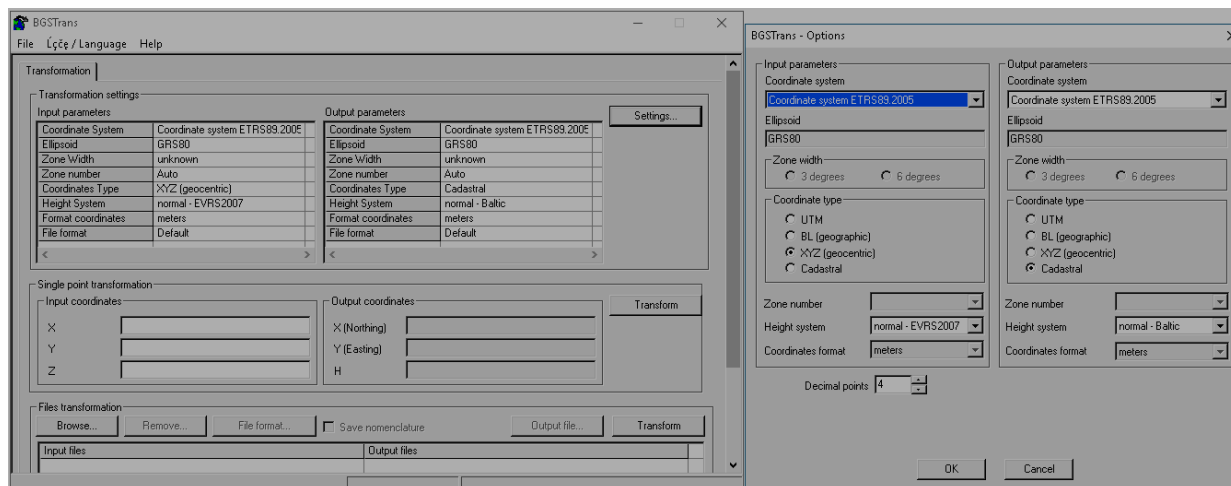 BGSTrans
File Ĺçčę / Language Help
Transformation
Transformation settings
Input parameters
Coordinate System Coordinate system ETRS89.2005
Ellipsoid GRS80
Zone Width unknown
Zone number Auto
Coordinates Type XYZ (geocentric)
Height System normal - EVRS2007
Format coordinates meters
File format Default
Output parameters
Coordinate System Coordinate system ETRS89.2005
Ellipsoid GRS80
Zone Width unknown
Zone number Auto
Coordinates Type Cadastral
Height System normal - Baltic
Format coordinates meters
File format Default
Settings...
Single point transformation
Input coordinates
X
Y
Z
Output coordinates
X (Northing)
Y (Easting)
H
Transform
Files transformation
Browse... Remove... File format... Save nomenclature Output file... Transform
Input files Output files
BGSTrans - Options
Input parameters
Coordinate system
Coordinate system ETRS89.2005
Ellipsoid
GRS80
Zone width
3 degrees 6 degrees
Coordinate type
UTM
BL (geographic)
XYZ (geocentric)
Cadastral
Zone number
Height system normal - EVRS2007
Coordinates format meters
Output parameters
Coordinate system
Coordinate system ETRS89.2005
Ellipsoid
GRS80
Zone width
3 degrees 6 degrees
Coordinate type
UTM
BL (geographic)
XYZ (geocentric)
Cadastral
Zone number
Height system normal - Baltic
Coordinates format meters
Decimal points 4
OK Cancel